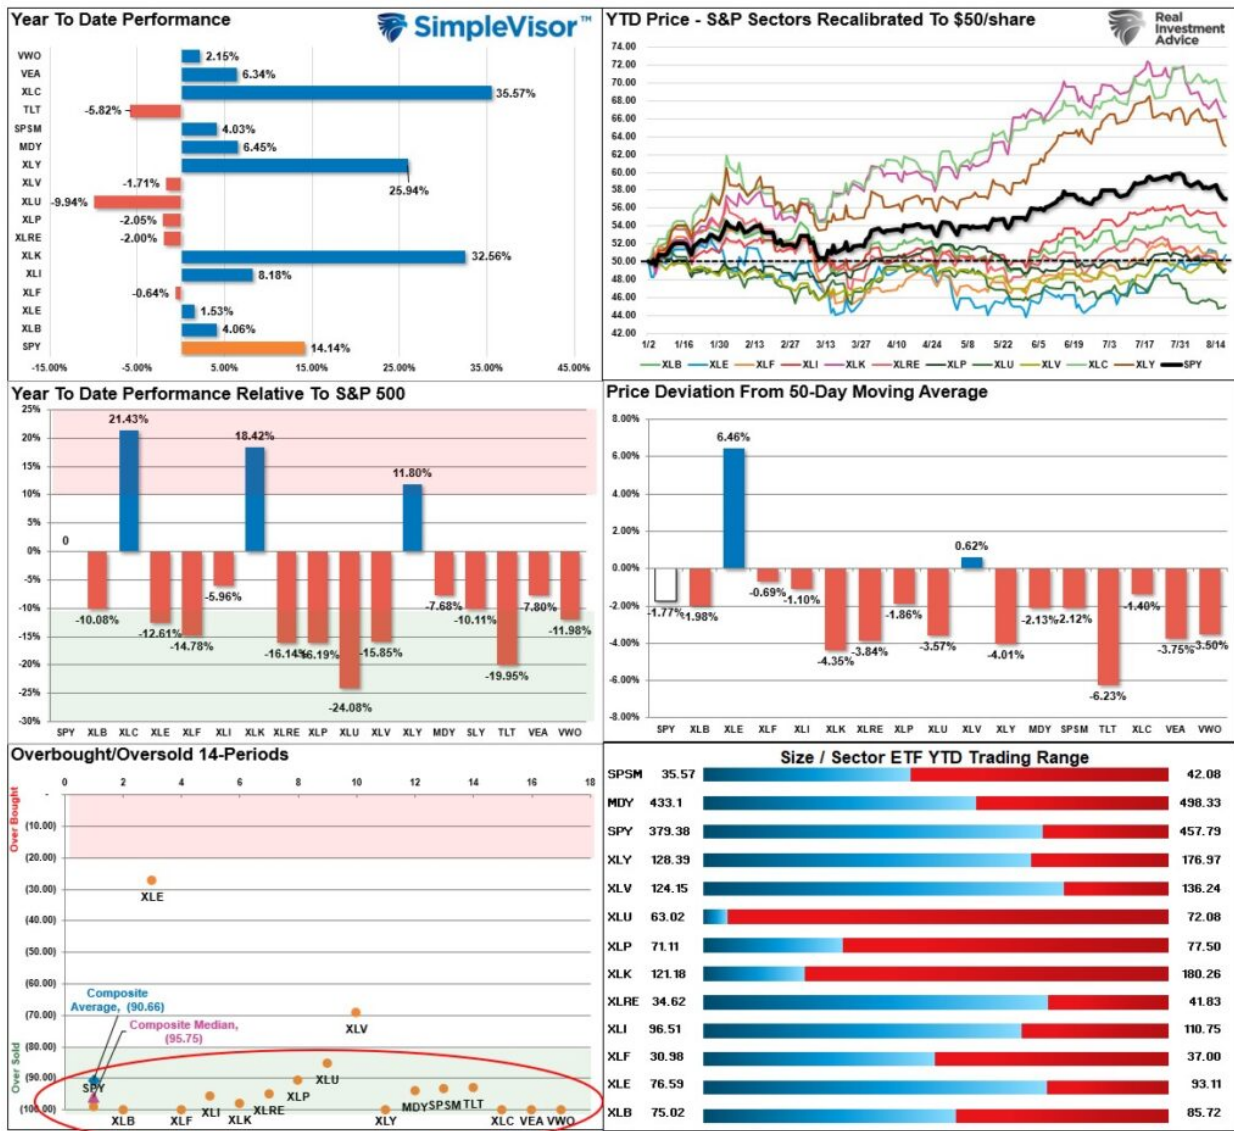 Year To Date Performance
SimpleVisor
VWO 2.15%
VEA 6.34%
XLC 35.57%
TLT -5.82%
SPSM 4.03%
MDY 6.45%
XLY 25.94%
XLV -1.71%
XLU -9.94%
XLP -2.05%
XLRE -2.00%
XLK 32.56%
XLI 8.18%
XLF -0.64%
XLE 1.53%
XLB 4.06%
SPY 14.14%
-15.00% -5.00% 5.00% 15.00% 25.00% 35.00% 45.00%
YTD Price - S&P Sectors Recalibrated To $50/share
Real
Investment
Advice
74.00
72.00
70.00
68.00
66.00
64.00
62.00
60.00
58.00
56.00
54.00
52.00
50.00
48.00
46.00
44.00
42.00
1/2 1/16 1/30 2/13 2/27 3/13 3/27 4/10 4/24 5/8 5/22 6/5 6/19 7/3 7/17 7/31 8/14
XLB XLE XLF XLI XLK XLRE XLP XLU XLV XLC XLY SPY
Year To Date Performance Relative To S&P 500
25%
20%
15%
10%
5%
0%
-5%
-10%
-15%
-20%
-25%
-30%
0 -10.08% 21.43% -12.61% -14.78% -5.96% 18.42% -16.14% -16.19% -24.08% -15.85% 11.80% -7.68% -10.11% -19.95% -7.80% -11.98%
SPY XLB XLC XLE XLF XLI XLK XLRE XLP XLU XLV XLY MDY SLY TLT VEA VWO
Price Deviation From 50-Day Moving Average
8.00%
6.00%
4.00%
2.00%
0.00%
-2.00%
-4.00%
-6.00%
-8.00%
-1.77% -1.98% 6.46% -0.69% -1.10% -4.35% -3.84% -1.86% -3.57% 0.62% -4.01% -2.13% -2.12% -6.23% -1.40% -3.75% -3.50%
SPY XLB XLE XLF XLI XLK XLRE XLP XLU XLV XLY MDY SPSM TLT XLC VEA VWO
Overbought/Oversold 14-Periods
0 2 4 6 8 10 12 14 16 18
Over Bought
Over Sold
-
(10.00)
(20.00)
(30.00)
(40.00)
(50.00)
(60.00)
(70.00)
(80.00)
(90.00)
(100.00)
XLE
Composite
Average, (90.66)
Composite Median,
(95.75)
XLV
SPY
XLB XLF XLI XLK XLRE XLP XLU XLY MDY SPSM TLT XLC VEA VWO
Size / Sector ETF YTD Trading Range
SPSM 35.57 42.08
MDY 433.1 498.33
SPY 379.38 457.79
XLY 128.39 176.97
XLV 124.15 136.24
XLU 63.02 72.08
XLP 71.11 77.50
XLK 121.18 180.26
XLRE 34.62 41.83
XLI 96.51 110.75
XLF 30.98 37.00
XLE 76.59 93.11
XLB 75.02 85.72